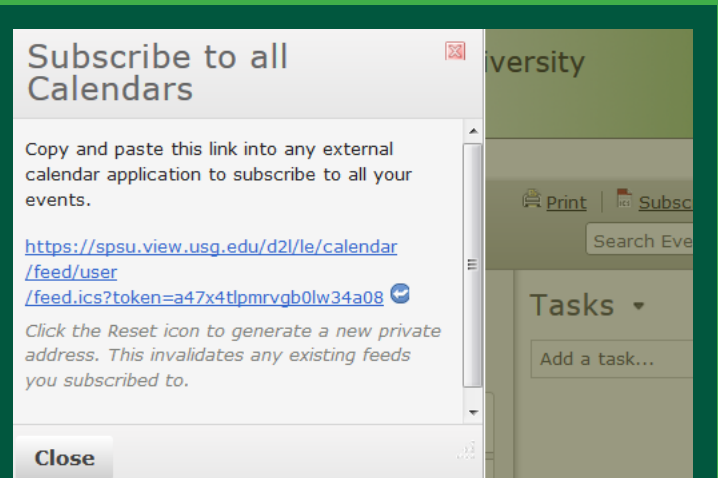 Subscribe to all
Calendars
iversity
Copy and paste this link into any external
calendar application to subscribe to all your
events.
https://spsu.view.usg.edu/d2l/le/calendar
/feed/user
/feed.ics?token=a47x4tlpmrvgb0lw34a08
Click the Reset icon to generate a new private
address. This invalidates any existing feeds
you subscribed to.
Close
Print | Subsc
Search Eve
Tasks
Add a task...